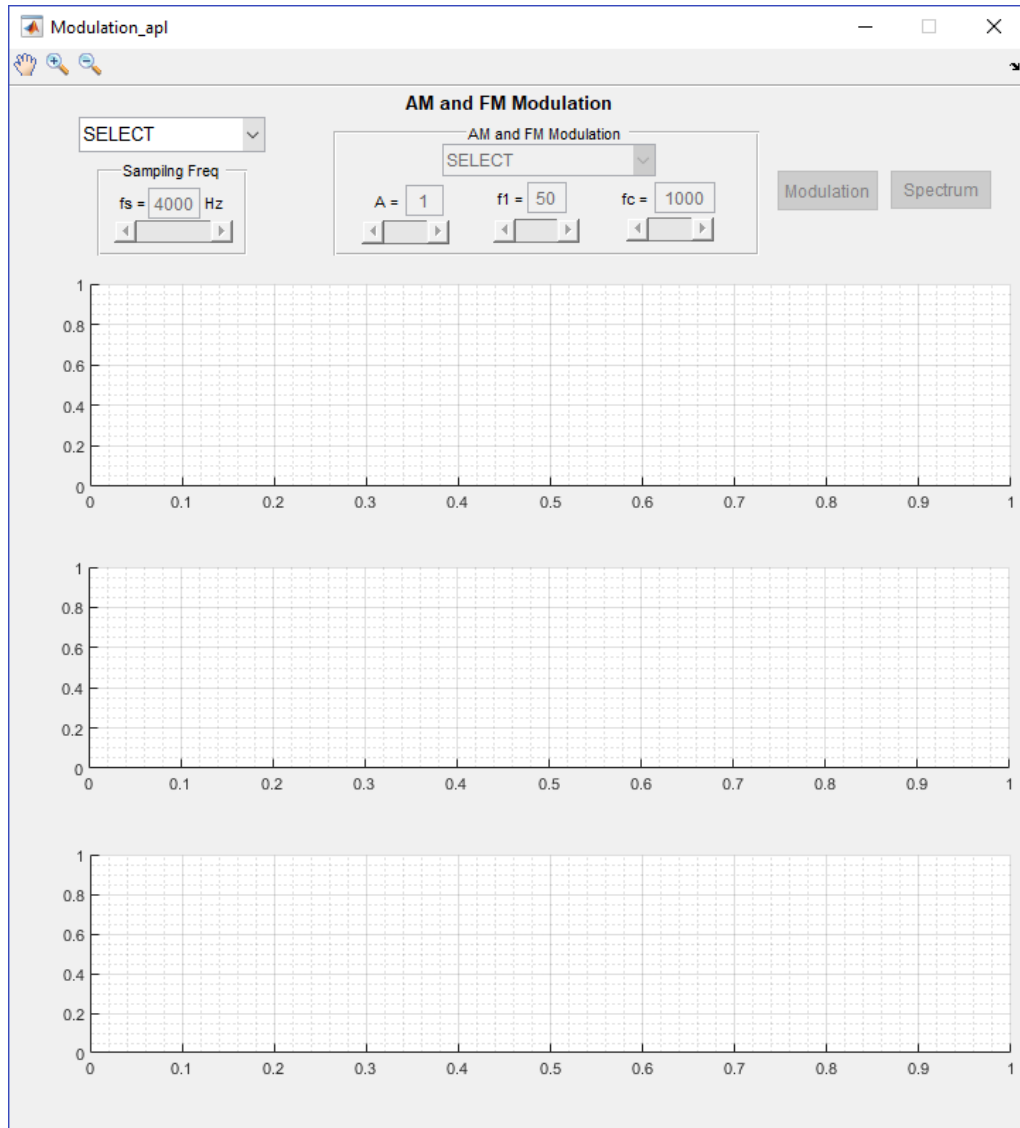 Modulation_apl
AM and FM Modulation
SELECT
Sampilng Freq
fs = 4000 Hz
AM and FM Modulation
SELECT
A = 1
f1 = 50
fc = 1000
Modulation
Spectrum
1
0.8
0.6
0.4
0.2
0
0 0.1 0.2 0.3 0.4 0.5 0.6 0.7 0.8 0.9 1
1
0.8
0.6
0.4
0.2
0
0 0.1 0.2 0.3 0.4 0.5 0.6 0.7 0.8 0.9 1
1
0.8
0.6
0.4
0.2
0
0 0.1 0.2 0.3 0.4 0.5 0.6 0.7 0.8 0.9 1